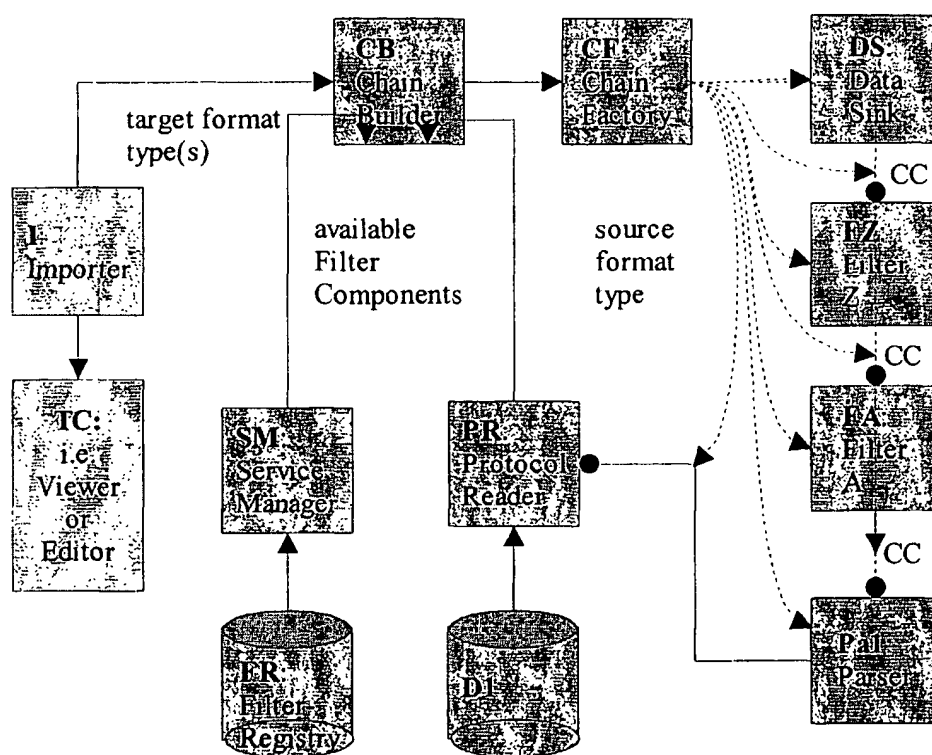 CB:
Chain
Builder
CF:
Chain
Factory
DS:
Data
Sink
target format
type(s)
CC
I
Importer
available
Filter
Components
source
format
type
FZ
Filter
Z
CC
TC:
i.e
Viewer
or
Editor
SM
Service
Manager
PR
Protocol
Reader
FA
Filter
A
CC
FR:
Filter
Registry
D1
Pa1
Parser